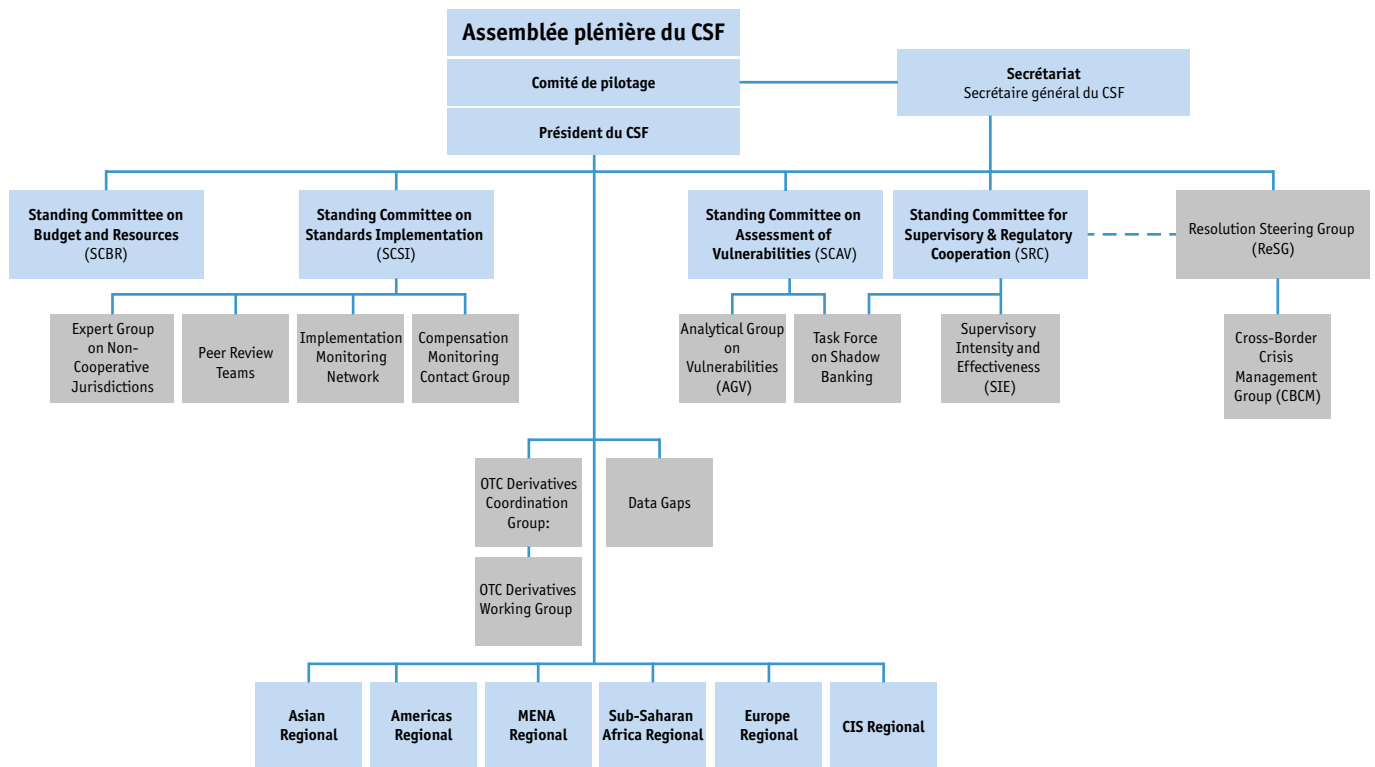 Assemblée plénière du CSF
Comité de pilotage
Président du CSF
Secrétariat
Secrétaire général du CSF
Standing Committee on
Budget and Resources
(SCBR)
Standing Committee on
Standards Implementation
(SCSI)
Standing Committee on
Assessment of
Vulnerabilities (SCAV)
Standing Committee for
Supervisory & Regulatory
Cooperation (SRC)
Resolution Steering Group
(ReSG)
Expert Group
on Non-
Cooperative
Jurisdictions
Peer Review
Teams
Implementation
Monitoring
Network
Compensation
Monitoring
Contact Group
Analytical Group
on
Vulnerabilities
(AGV)
Task Force
on Shadow
Banking
Supervisory
Intensity and
Effectiveness
(SIE)
Cross-Border
Crisis
Management
Group (CBCM)
OTC Derivatives
Coordination
Group:
Data Gaps
OTC Derivatives
Working Group
Asian
Regional
Americas
Regional
MENA
Regional
Sub-Saharan
Africa Regional
Europe
Regional
CIS Regional